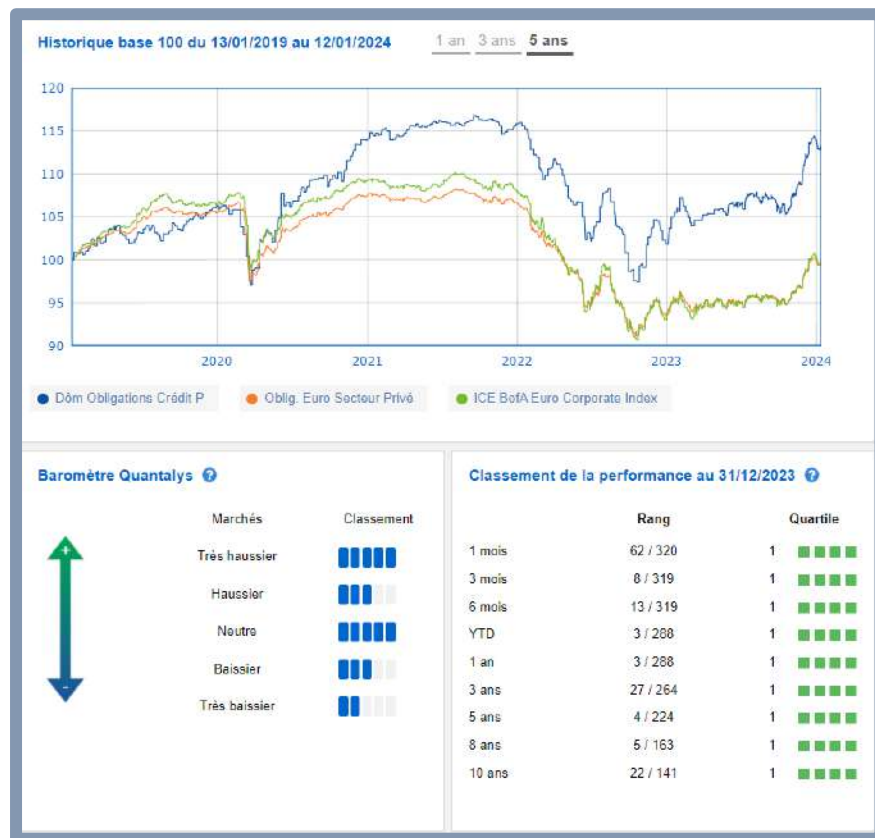 Historique base 100 du 13/01/2019 au 12/01/2024 1 an 3 ans 5 ans
120
115
110
105
100
95
90
2020 2021 2022 2023 2024
Dôm Obligations Crédit P Oblig. Euro Secteur Privé ICE BofA Euro Corporate Index
Baromètre Quantalys ?
Marchés Classement
+
Très haussier
Haussier
Neutre
Baissier
Très baissier
-
Classement de la performance au 31/12/2023 ?
Rang Quartile
1 mois 62 / 320 1
3 mois 8 / 319 1
6 mois 13 / 319 1
YTD 3 / 288 1
1 an 3 / 288 1
3 ans 27 / 264 1
5 ans 4 / 224 1
8 ans 5 / 163 1
10 ans 22 / 141 1